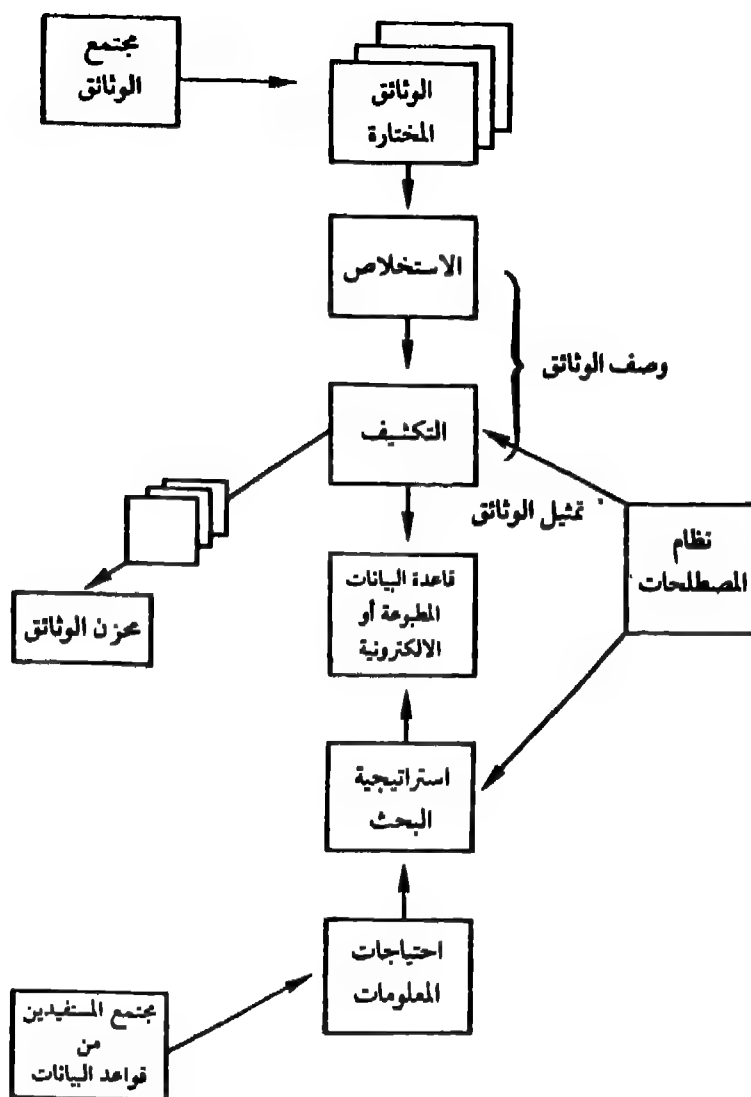 مجتمع
الوثائق
الوثائق
المختارة
الاستخلاص
وصف الوثائق
التكشيف
تمثيل الوثائق
نظام
المصطلحات
قاعدة البيانات
المطبوعة أو
الالكترونية
مخزن الوثائق
استراتيجية
البحث
احتياجات
المعلومات
مجتمع المستفيدين
من
قواعد البيانات